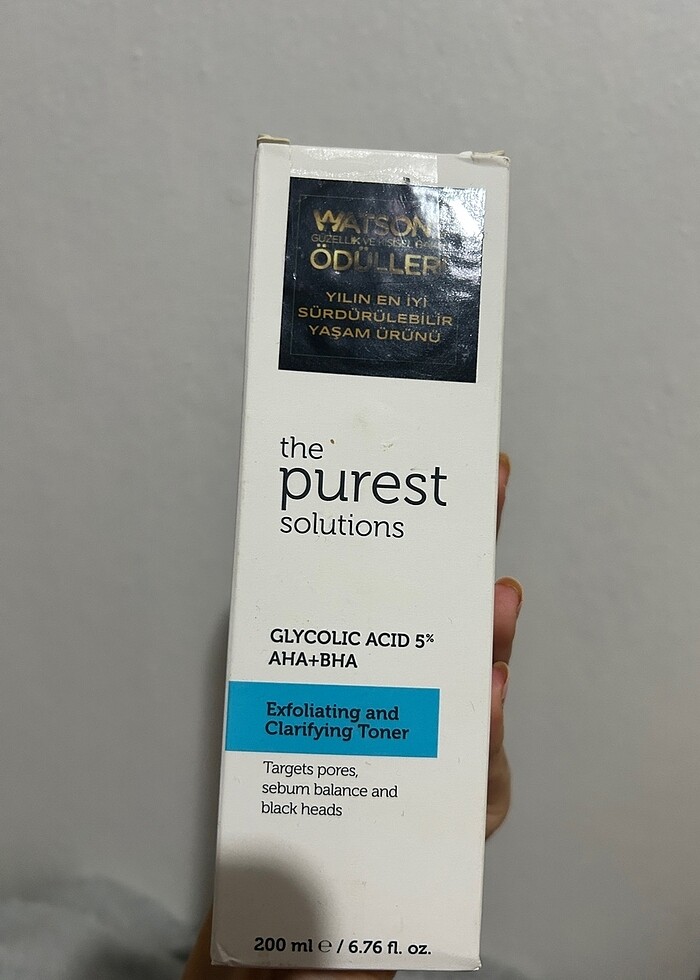 WATSONS
GÜZELLİK VE KİŞİSEL
ÖDÜLLERİ
YILIN EN İYİ
SÜRDÜRÜLEBİLİR
YAŞAM ÜRÜNÜ
the
purest
solutions
GLYCOLIC ACID 5%
AHA+BHA
Exfoliating and
Clarifying Toner
Targets pores,
sebum balance and
black heads
200 ml ℮ / 6.76 fl. oz.